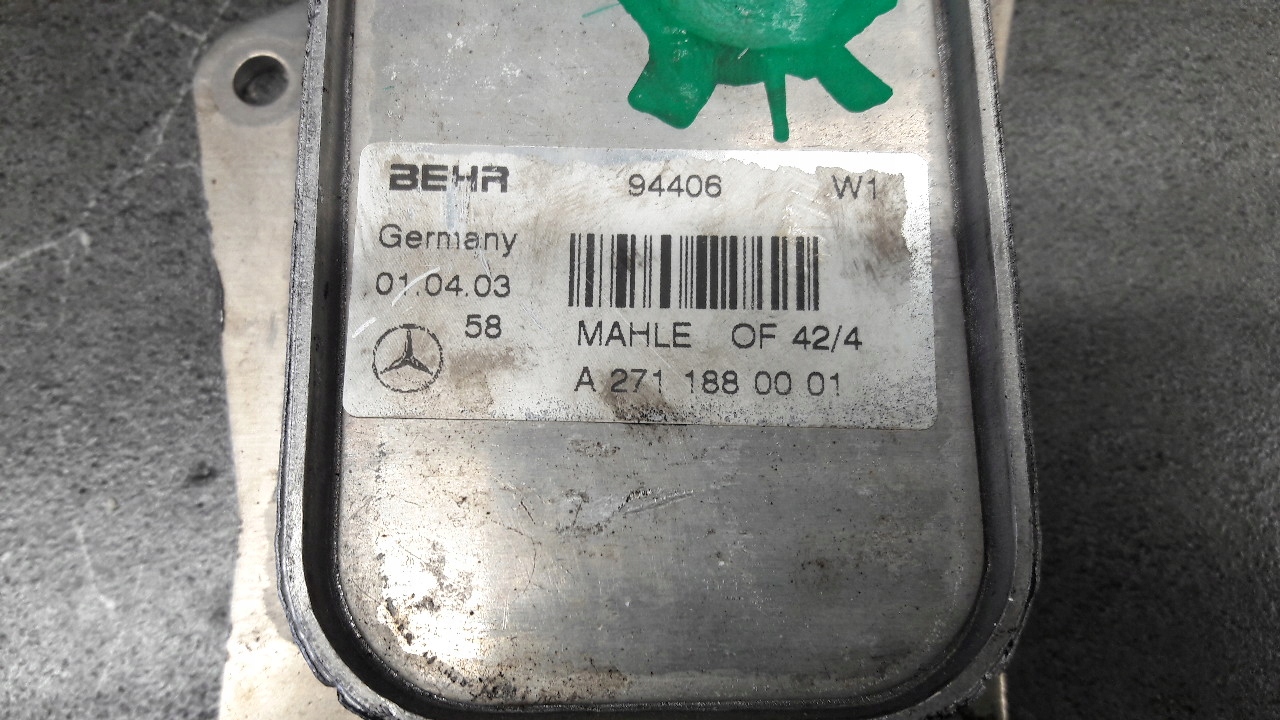 BEHR 94406 W1
Germany
01.04.03
58 MAHLE OF 42/4
A 271 188 00 01